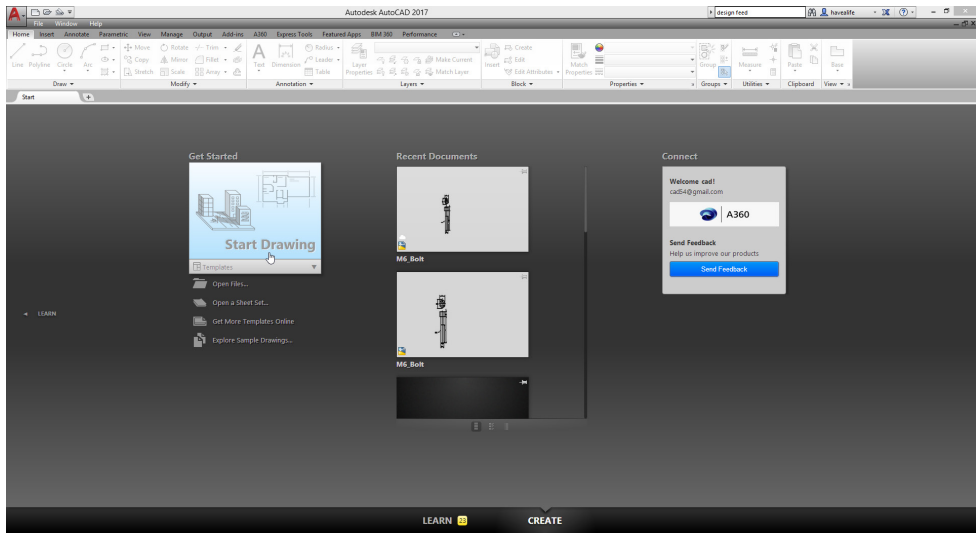 Autodesk AutoCAD 2017
design feed
havealife
File Window Help
Home Insert Annotate Parametric View Manage Output Add-ins A360 Express Tools Featured Apps BIM 360 Performance
Line Polyline Circle Arc
Move Rotate Trim
Copy Mirror Fillet
Stretch Scale Array
Text Dimension
Radius
Leader
Table
Layer Properties
Make Current
Match Layer
Insert
Create
Edit
Edit Attributes
Match Properties
Group
Measure
Paste
Base
Draw Modify Annotation Layers Block Properties Groups Utilities Clipboard View
Start
Get Started
Start Drawing
Templates
Open Files...
Open a Sheet Set...
Get More Templates Online
Explore Sample Drawings...
LEARN
Recent Documents
M6_Bolt
M6_Bolt
Connect
Welcome cad!
cad54@gmail.com
A360
Send Feedback
Help us improve our products
Send Feedback
LEARN 23 CREATE